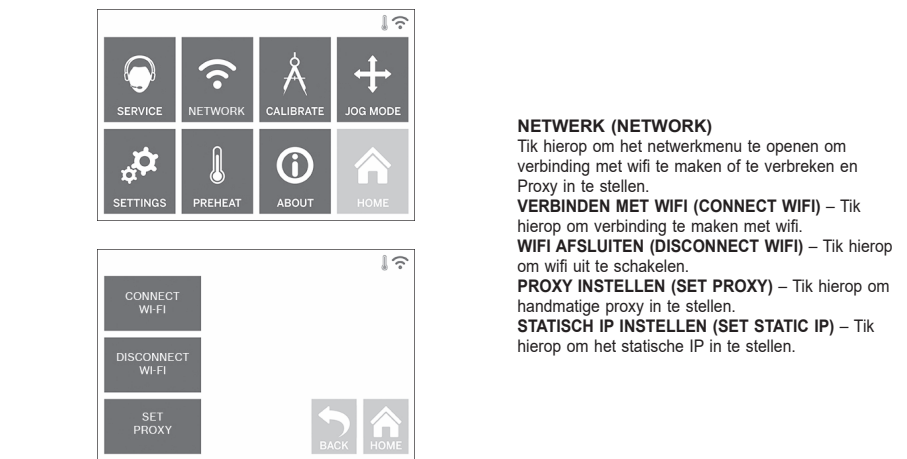 SERVICE
NETWORK
CALIBRATE
JOG MODE
SETTINGS
PREHEAT
ABOUT
HOME
CONNECT
WI-FI
DISCONNECT
WI-FI
SET
PROXY
BACK
HOME
NETWERK (NETWORK)
Tik hierop om het netwerkmenu te openen om
verbinding met wifi te maken of te verbreken en
Proxy in te stellen.
VERBINDEN MET WIFI (CONNECT WIFI) – Tik
hierop om verbinding te maken met wifi.
WIFI AFSLUITEN (DISCONNECT WIFI) – Tik hierop
om wifi uit te schakelen.
PROXY INSTELLEN (SET PROXY) – Tik hierop om
handmatige proxy in te stellen.
STATISCH IP INSTELLEN (SET STATIC IP) – Tik
hierop om het statische IP in te stellen.